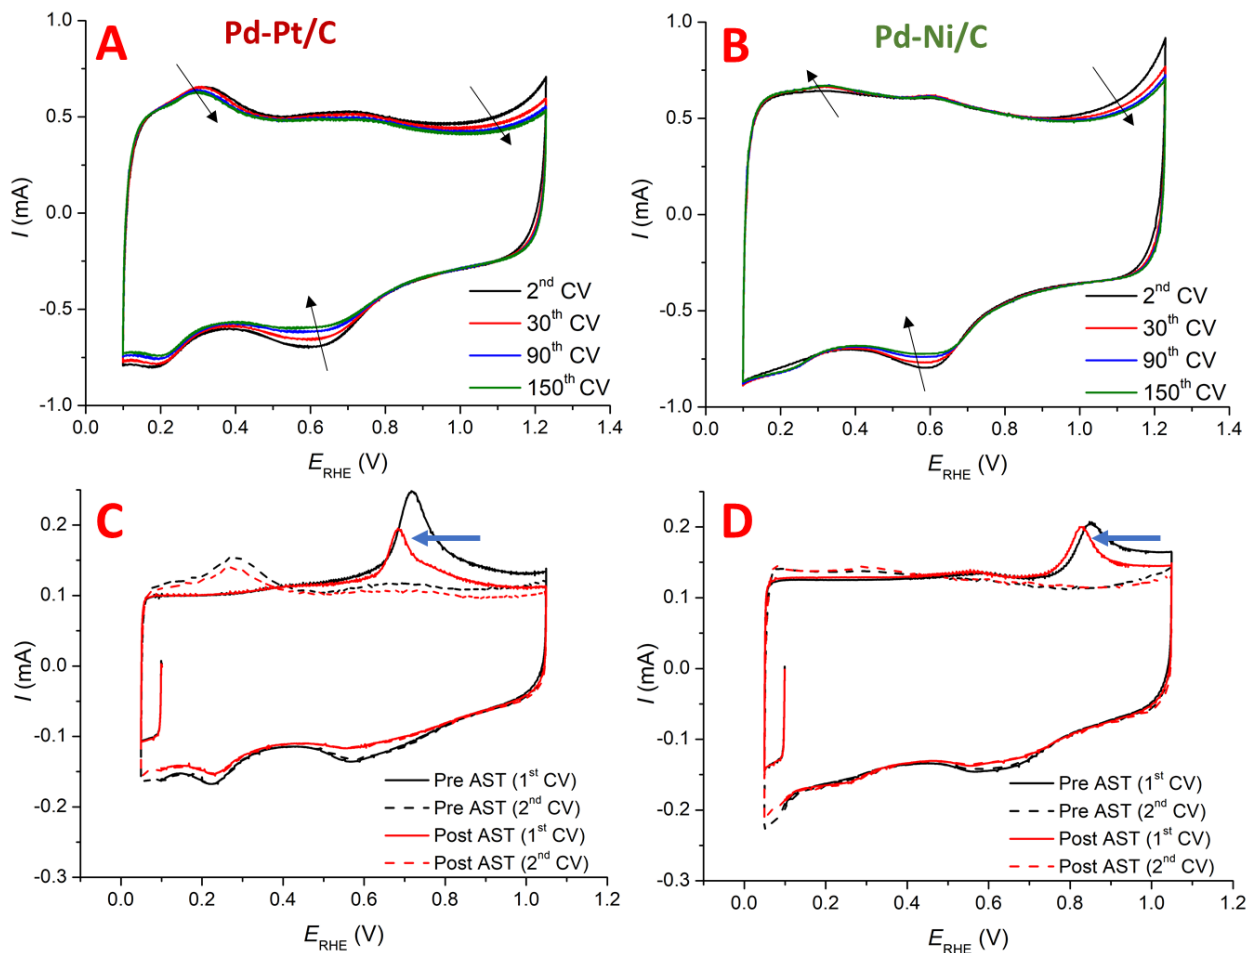 A
Pd-Pt/C
1.0
0.5
0.0
-0.5
-1.0
I (mA)
0.0
0.2
0.4
0.6
0.8
1.0
1.2
1.4
E_RHE (V)
2nd CV
30th CV
90th CV
150th CV
B
Pd-Ni/C
1.0
0.5
0.0
-0.5
-1.0
I (mA)
0.0
0.2
0.4
0.6
0.8
1.0
1.2
1.4
E_RHE (V)
2nd CV
30th CV
90th CV
150th CV
C
0.2
0.1
0.0
-0.1
-0.2
-0.3
I (mA)
0.0
0.2
0.4
0.6
0.8
1.0
1.2
E_RHE (V)
Pre AST (1st CV)
Pre AST (2nd CV)
Post AST (1st CV)
Post AST (2nd CV)
D
0.2
0.1
0.0
-0.1
-0.2
-0.3
I (mA)
0.0
0.2
0.4
0.6
0.8
1.0
1.2
E_RHE (V)
Pre AST (1st CV)
Pre AST (2nd CV)
Post AST (1st CV)
Post AST (2nd CV)